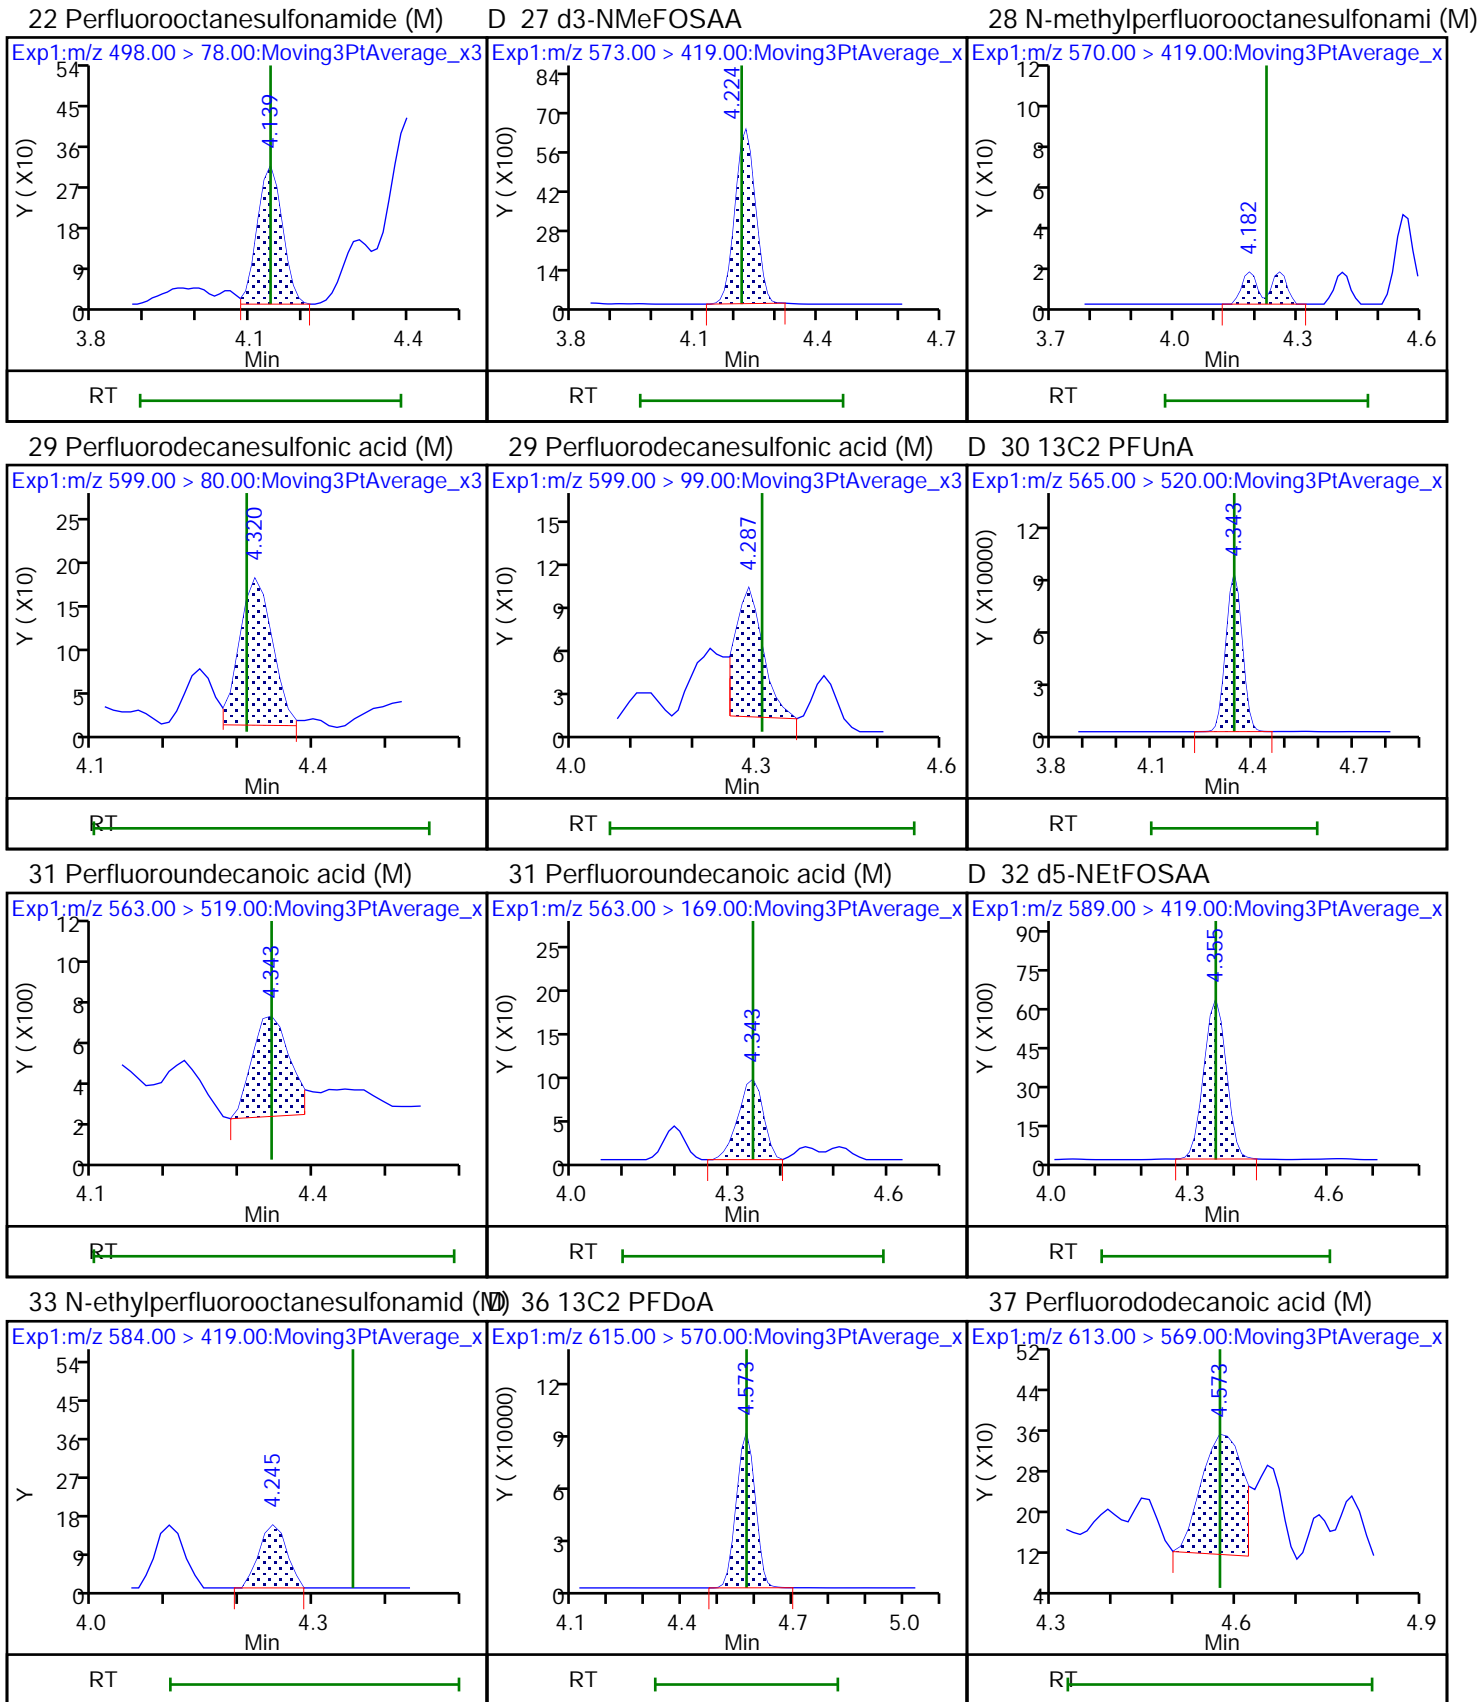 22 Perfluorooctanesulfonamide (M)
D 27 d3-NMeFOSAA
28 N-methylperfluorooctanesulfonami (M)
Exp1:m/z 498.00 > 78.00:Moving3PtAverage_x3
Exp1:m/z 573.00 > 419.00:Moving3PtAverage_x
Exp1:m/z 570.00 > 419.00:Moving3PtAverage_x
54
45
36
27
18
9
0
Y ( X10)
4.139
3.8 4.1 4.4
Min
RT
84
70
56
42
28
14
0
Y ( X100)
4.224
3.8 4.1 4.4 4.7
Min
RT
12
10
8
6
4
2
0
Y ( X10)
4.182
3.7 4.0 4.3 4.6
Min
RT
29 Perfluorodecanesulfonic acid (M)
29 Perfluorodecanesulfonic acid (M)
D 30 13C2 PFUnA
Exp1:m/z 599.00 > 80.00:Moving3PtAverage_x3
Exp1:m/z 599.00 > 99.00:Moving3PtAverage_x3
Exp1:m/z 565.00 > 520.00:Moving3PtAverage_x
25
20
15
10
5
0
Y ( X10)
4.320
4.1 4.4
Min
RT
15
12
9
6
3
0
Y ( X10)
4.287
4.0 4.3 4.6
Min
RT
12
9
6
3
0
Y ( X10000)
4.343
3.8 4.1 4.4 4.7
Min
RT
31 Perfluoroundecanoic acid (M)
31 Perfluoroundecanoic acid (M)
D 32 d5-NEtFOSAA
Exp1:m/z 563.00 > 519.00:Moving3PtAverage_x
Exp1:m/z 563.00 > 169.00:Moving3PtAverage_x
Exp1:m/z 589.00 > 419.00:Moving3PtAverage_x
12
10
8
6
4
2
0
Y ( X100)
4.343
4.1 4.4
Min
RT
25
20
15
10
5
0
Y ( X10)
4.343
4.0 4.3 4.6
Min
RT
90
75
60
45
30
15
0
Y ( X100)
4.355
4.0 4.3 4.6
Min
RT
33 N-ethylperfluorooctanesulfonamid (M)
D 36 13C2 PFDoA
37 Perfluorododecanoic acid (M)
Exp1:m/z 584.00 > 419.00:Moving3PtAverage_x
Exp1:m/z 615.00 > 570.00:Moving3PtAverage_x
Exp1:m/z 613.00 > 569.00:Moving3PtAverage_x
54
45
36
27
18
9
0
Y
4.245
4.0 4.3
Min
RT
12
9
6
3
0
Y ( X10000)
4.573
4.1 4.4 4.7 5.0
Min
RT
52
44
36
28
20
12
4
Y ( X10)
4.573
4.3 4.6 4.9
Min
RT